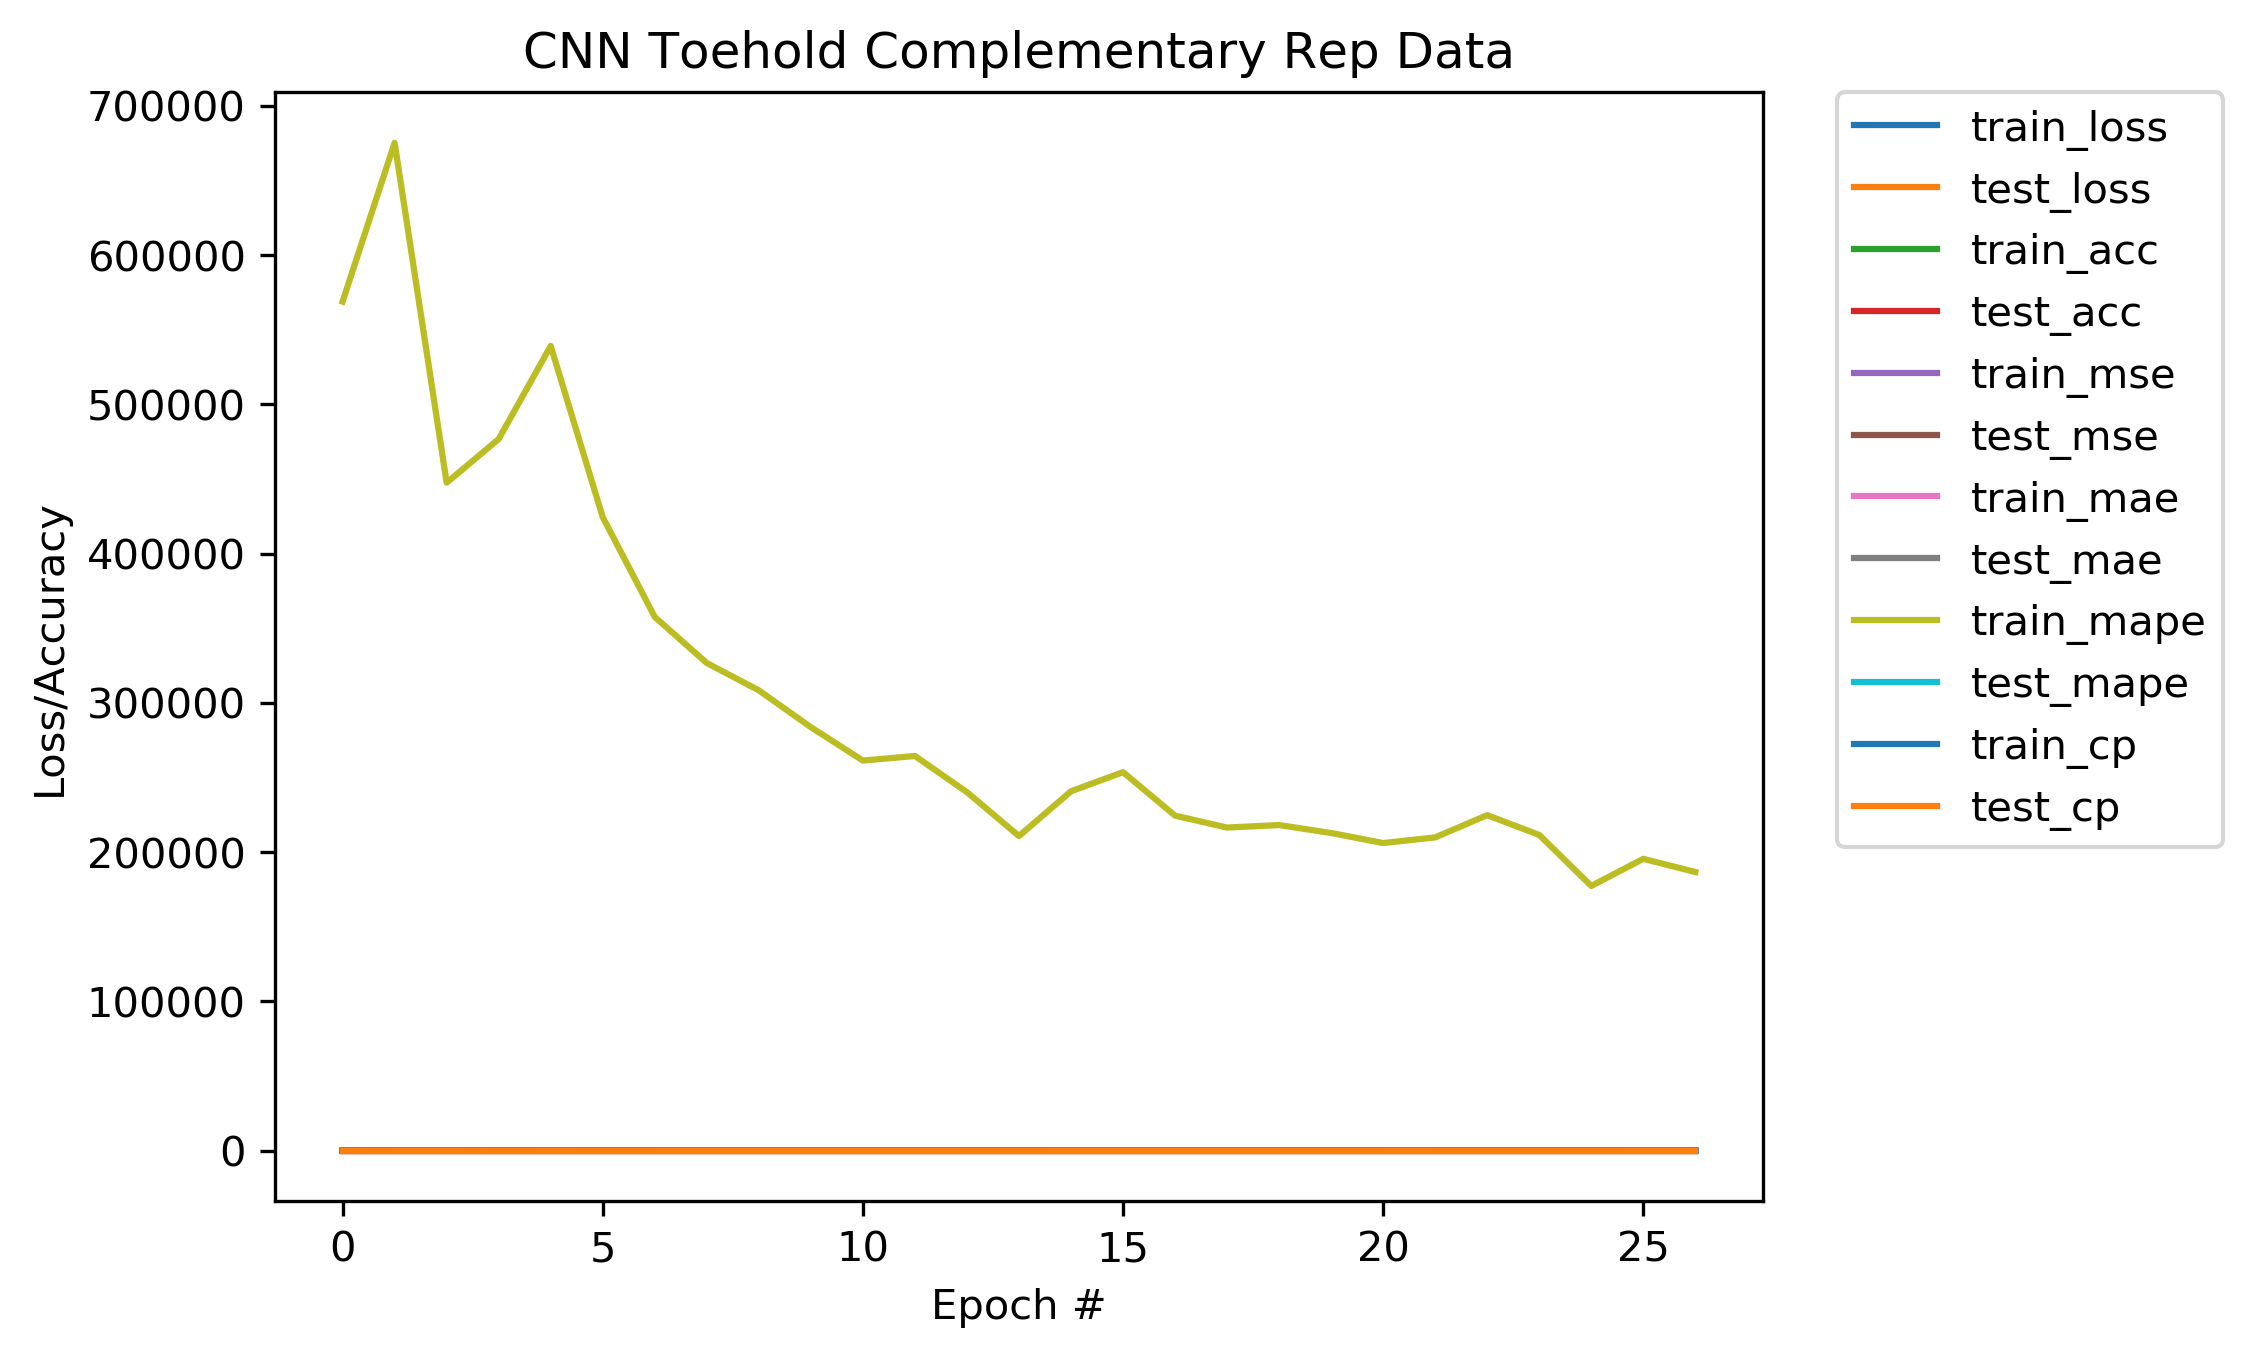 CNN Toehold Complementary Rep Data
Loss/Accuracy
700000
600000
500000
400000
300000
200000
100000
0
0 5 10 15 20 25
Epoch #
train_loss
test_loss
train_acc
test_acc
train_mse
test_mse
train_mae
test_mae
train_mape
test_mape
train_cp
test_cp